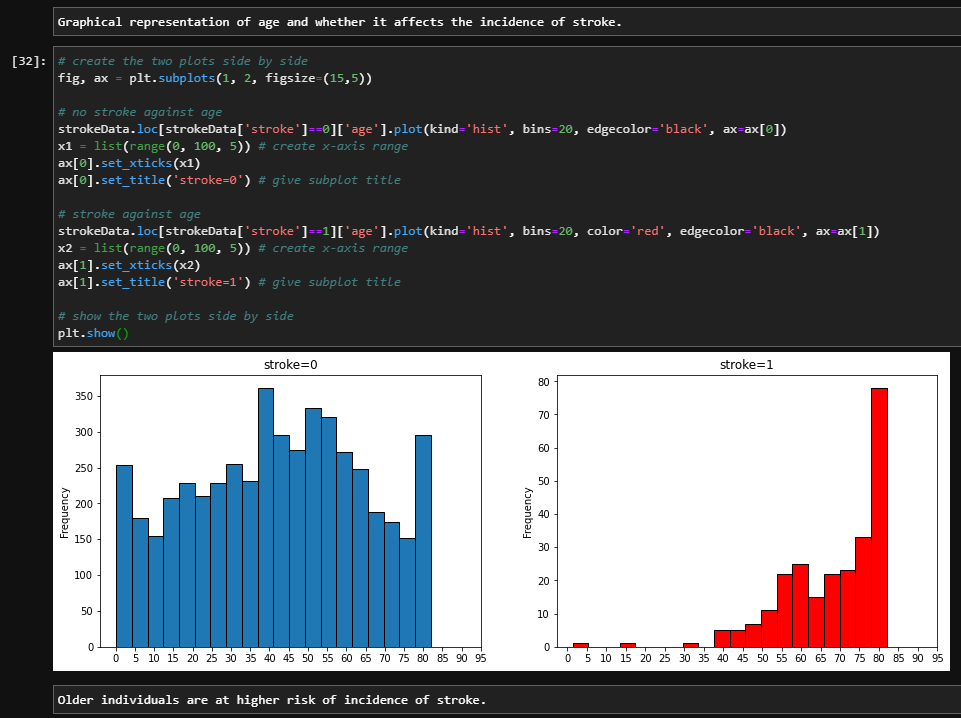 Graphical representation of age and whether it affects the incidence of stroke.
[32]:
# create the two plots side by side
fig, ax = plt.subplots(1, 2, figsize=(15,5))
# no stroke against age
strokeData.loc[strokeData['stroke']==0]['age'].plot(kind='hist', bins=20, edgecolor='black', ax=ax[0])
x1 = list(range(0, 100, 5)) # create x-axis range
ax[0].set_xticks(x1)
ax[0].set_title('stroke=0') # give subplot title
# stroke against age
strokeData.loc[strokeData['stroke']==1]['age'].plot(kind='hist', bins=20, color='red', edgecolor='black', ax=ax[1])
x2 = list(range(0, 100, 5)) # create x-axis range
ax[1].set_xticks(x2)
ax[1].set_title('stroke=1') # give subplot title
# show the two plots side by side
plt.show()
stroke=0
350
300
250
200
150
100
50
0
Frequency
0 5 10 15 20 25 30 35 40 45 50 55 60 65 70 75 80 85 90 95
stroke=1
80
70
60
50
40
30
20
10
0
Frequency
0 5 10 15 20 25 30 35 40 45 50 55 60 65 70 75 80 85 90 95
Older individuals are at higher risk of incidence of stroke.